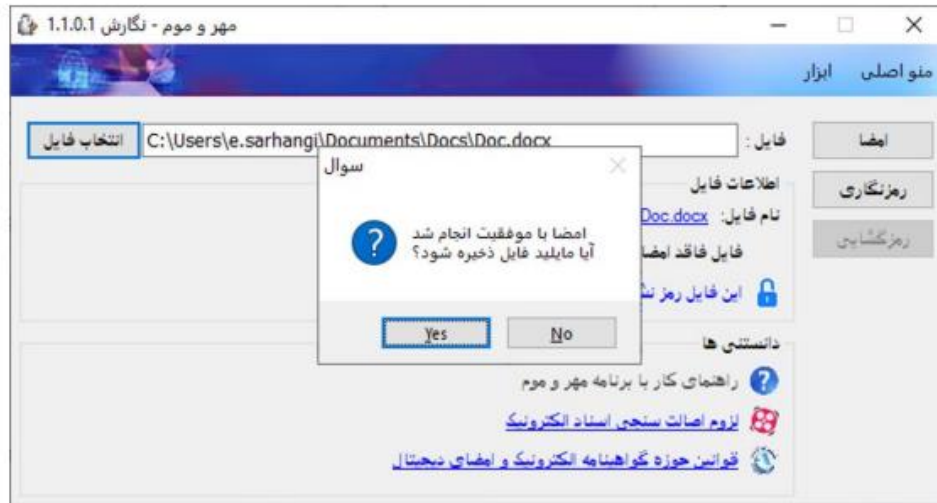 مهر و موم - نگارش 1.1.0.1
منو اصلی ابزار
امضا
فایل : C:\Users\e.sarhangi\Documents\Docs\Doc.docx انتخاب فایل
رمزنگاری
رمزگشایی
اطلاعات فایل
نام فایل: Doc.docx
فایل فاقد امضا
این فایل رمز
سوال
امضا با موفقیت انجام شد
آیا مایلید فایل ذخیره شود؟
Yes No
دانستنی ها
راهنمای کار با برنامه مهر و موم
لزوم اصالت سنجی اسناد الکترونیک
قوانین حوزه گواهینامه الکترونیک و امضای دیجیتال